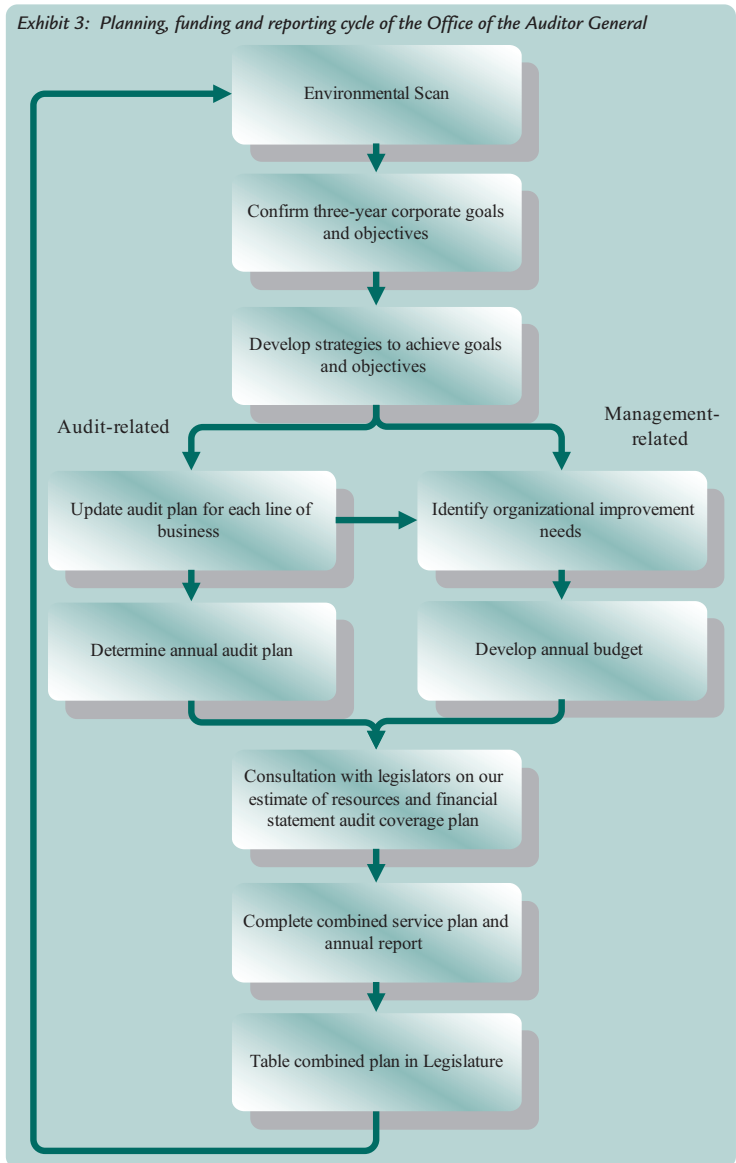 Exhibit 3: Planning, funding and reporting cycle of the Office of the Auditor General
Environmental Scan
Confirm three-year corporate goals
and objectives
Develop strategies to achieve goals
and objectives
Audit-related
Management-
related
Update audit plan for each line of
business
Identify organizational improvement
needs
Determine annual audit plan
Develop annual budget
Consultation with legislators on our
estimate of resources and financial
statement audit coverage plan
Complete combined service plan and
annual report
Table combined plan in Legislature